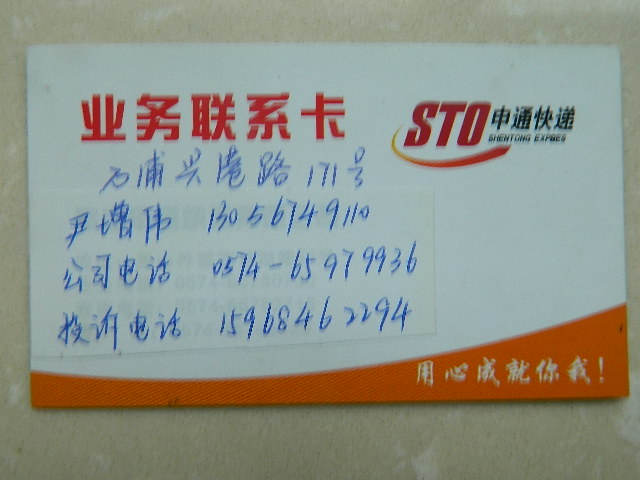 业务联系卡
STO申通快递
SHENTONG EXPRES
石浦兴港路171号
尹增伟 13056749110
公司电话 0574-65979936
投诉电话 15968462294
用心成就你我!